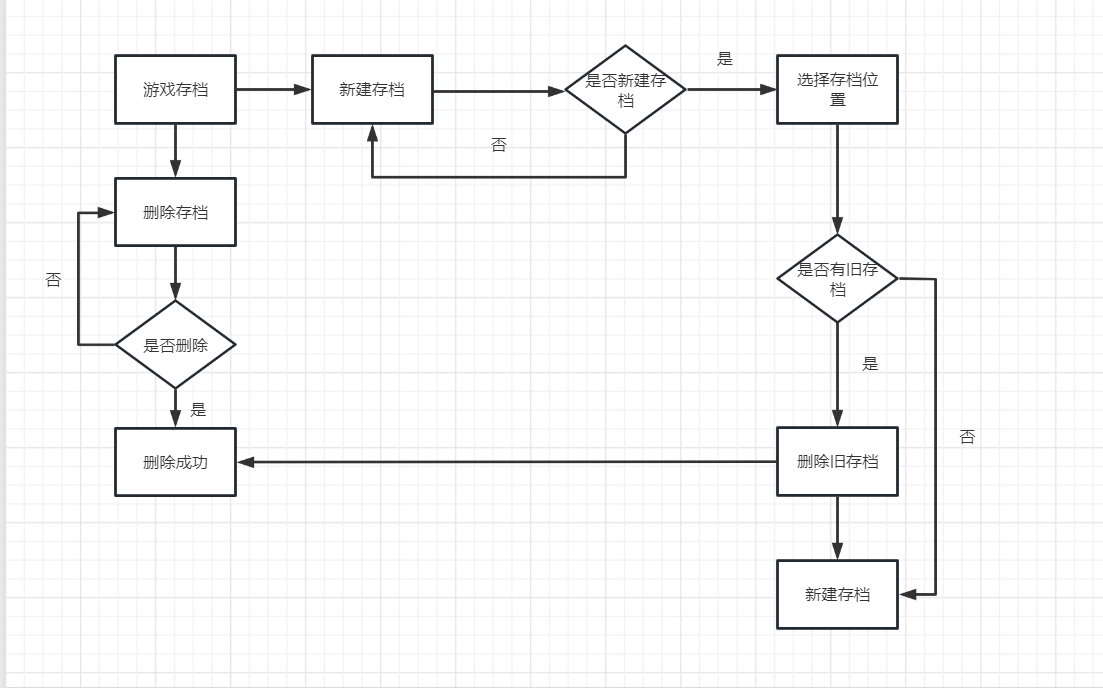 游戏存档
新建存档
是否新建存
档
是
选择存档位
置
否
删除存档
否
是否有旧存
档
是否删除
是
是
否
删除成功
删除旧存档
新建存档